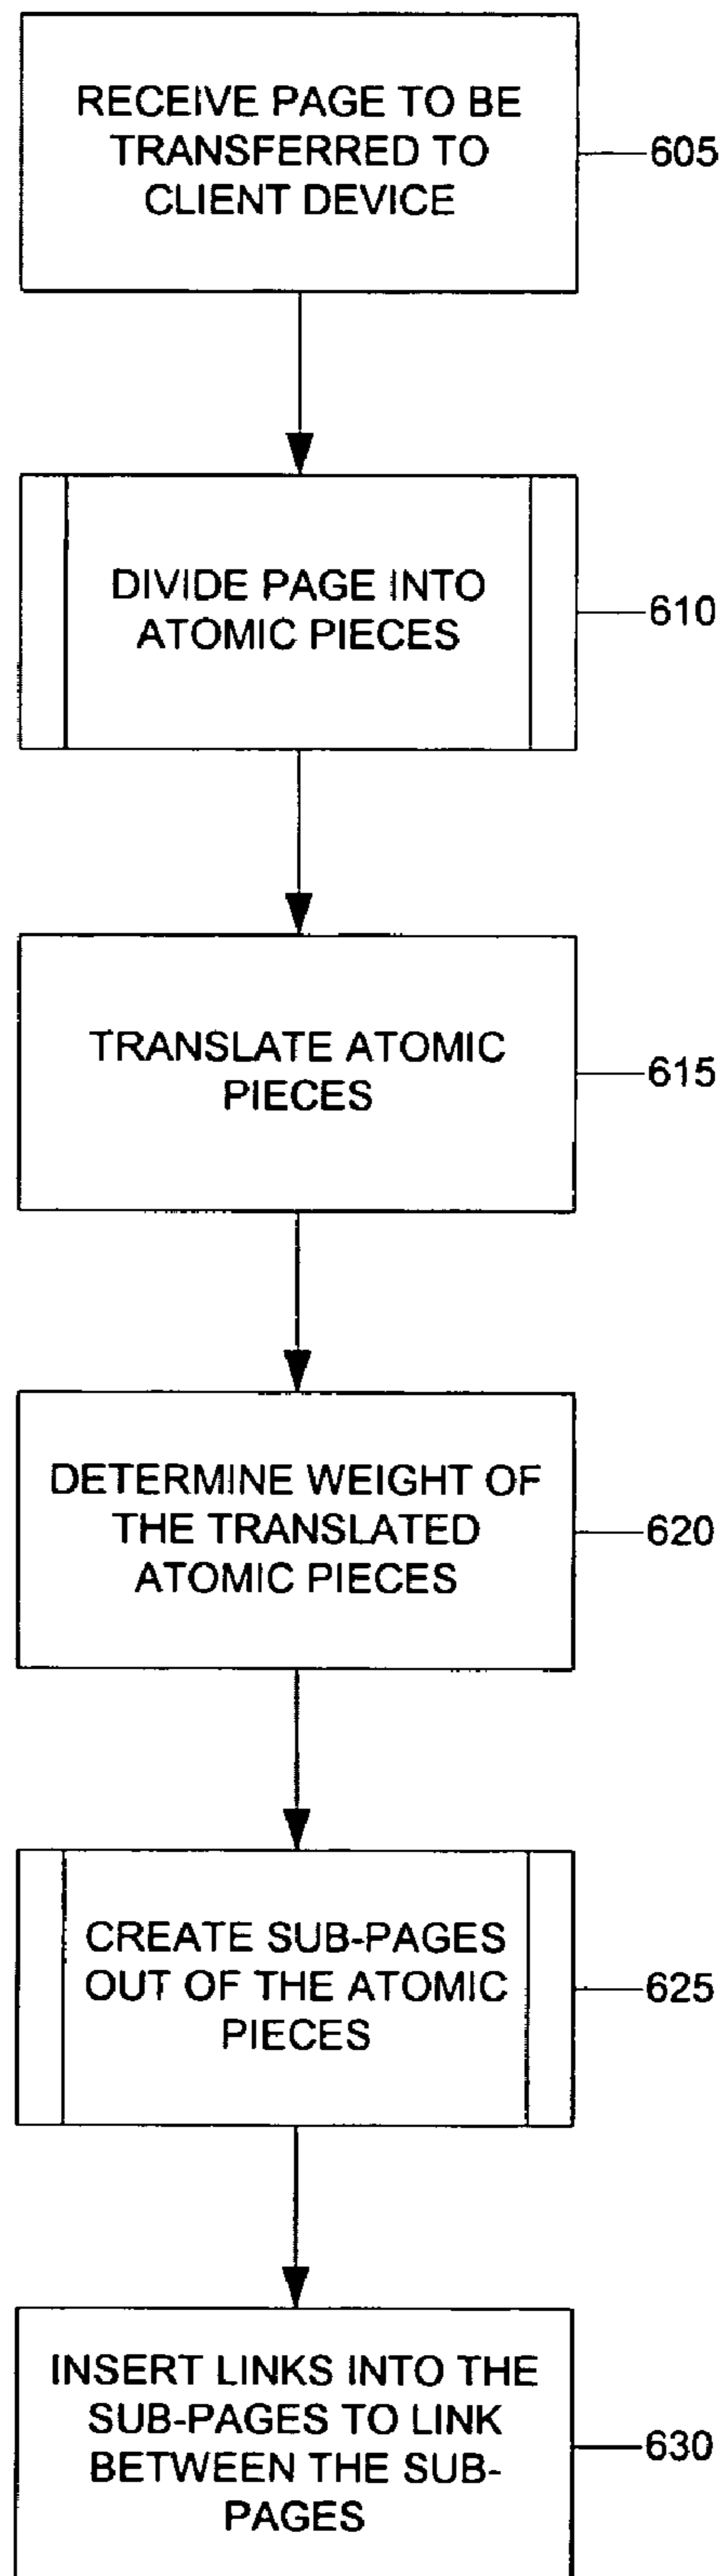 RECEIVE PAGE TO BE
TRANSFERRED TO
CLIENT DEVICE
605
DIVIDE PAGE INTO
ATOMIC PIECES
610
TRANSLATE ATOMIC
PIECES
615
DETERMINE WEIGHT OF
THE TRANSLATED
ATOMIC PIECES
620
CREATE SUB-PAGES
OUT OF THE ATOMIC
PIECES
625
INSERT LINKS INTO THE
SUB-PAGES TO LINK
BETWEEN THE SUB-
PAGES
630